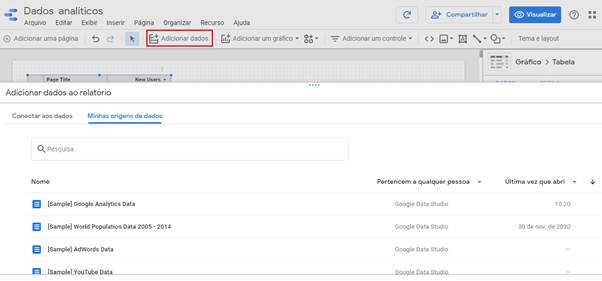 Dados analíticos
Arquivo Editar Exibir Inserir Página Organizar Recurso Ajuda
Compartilhar
Visualizar
Adicionar uma página
Adicionar dados
Adicionar um gráfico
Adicionar um controle
Tema e layout
Page Title New Users
Gráfico > Tabela
Adicionar dados ao relatório
Conectar aos dados Minhas origens de dados
Pesquisa
Nome Pertencem a qualquer pessoa Última vez que abri
[Sample] Google Analytics Data Google Data Studio 10:20
[Sample] World Population Data 2005 - 2014 Google Data Studio 30 de nov. de 2020
[Sample] AdWords Data Google Data Studio —
[Sample] YouTube Data Google Data Studio —